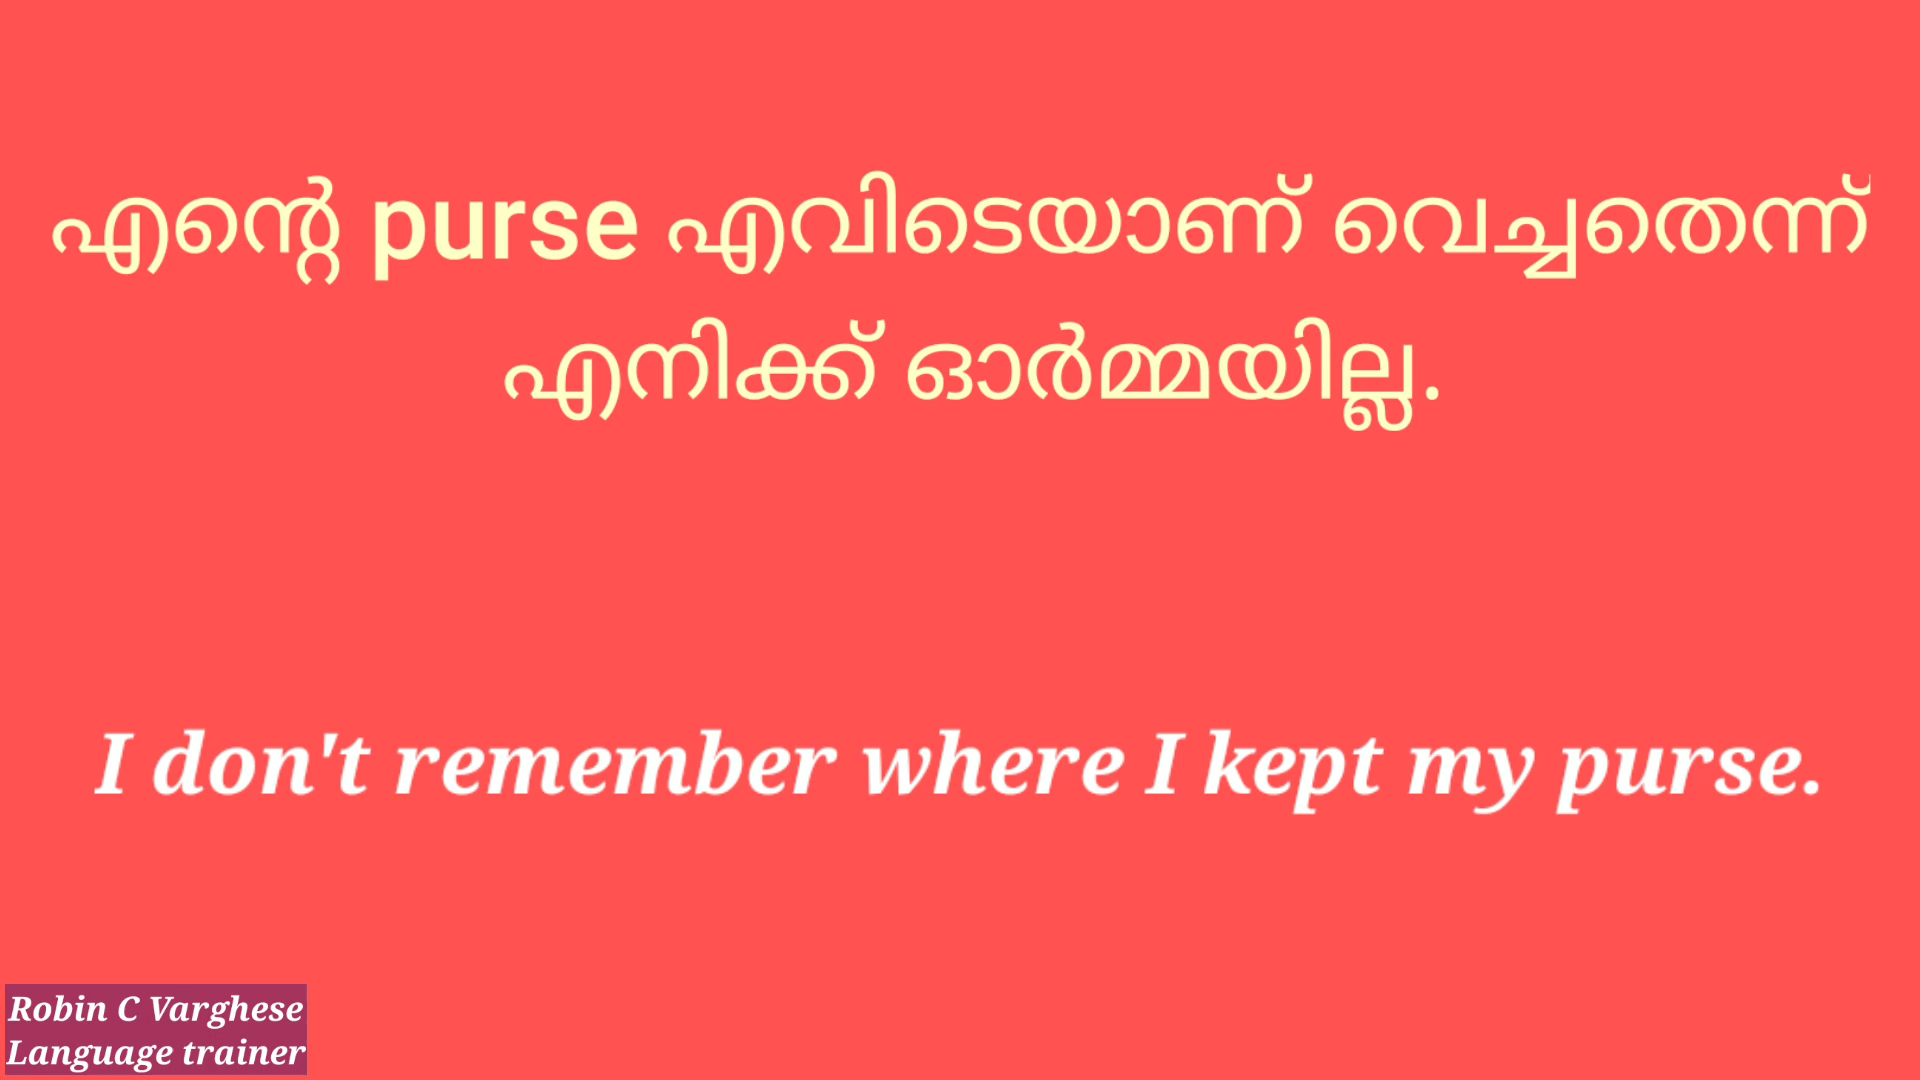 എന്റെ purse എവിടെയാണ് വെച്ചതെന്ന്
എനിക്ക് ഓർമ്മയില്ല.
I don't remember where I kept my purse.
Robin C Varghese
Language trainer